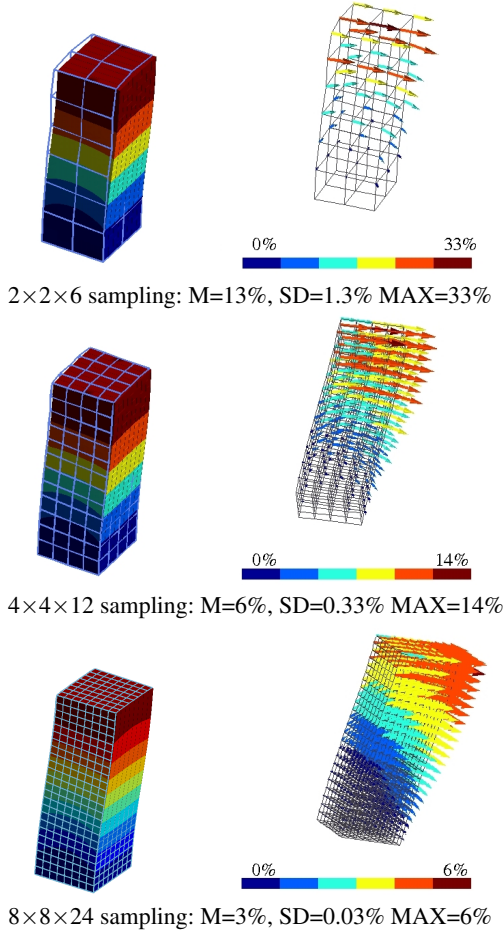 0% 33%
2×2×6 sampling: M=13%, SD=1.3% MAX=33%
0% 14%
4×4×12 sampling: M=6%, SD=0.33% MAX=14%
0% 6%
8×8×24 sampling: M=3%, SD=0.03% MAX=6%